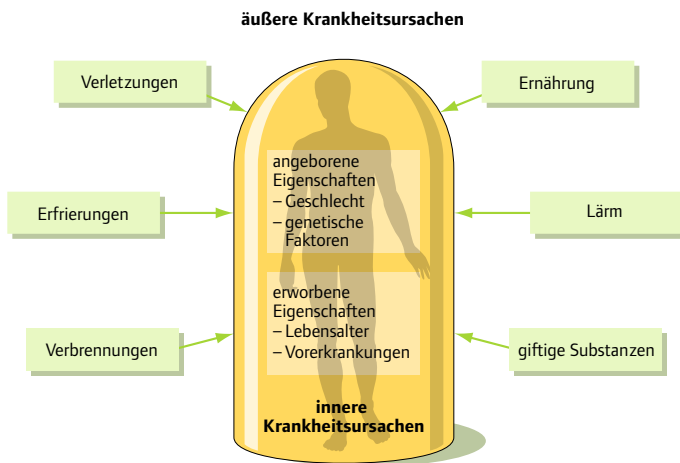 äußere Krankheitsursachen
Verletzungen
Ernährung
Erfrierungen
Lärm
Verbrennungen
giftige Substanzen
angeborene
Eigenschaften
– Geschlecht
– genetische
Faktoren
erworbene
Eigenschaften
– Lebensalter
– Vorerkrankungen
innere
Krankheitsursachen